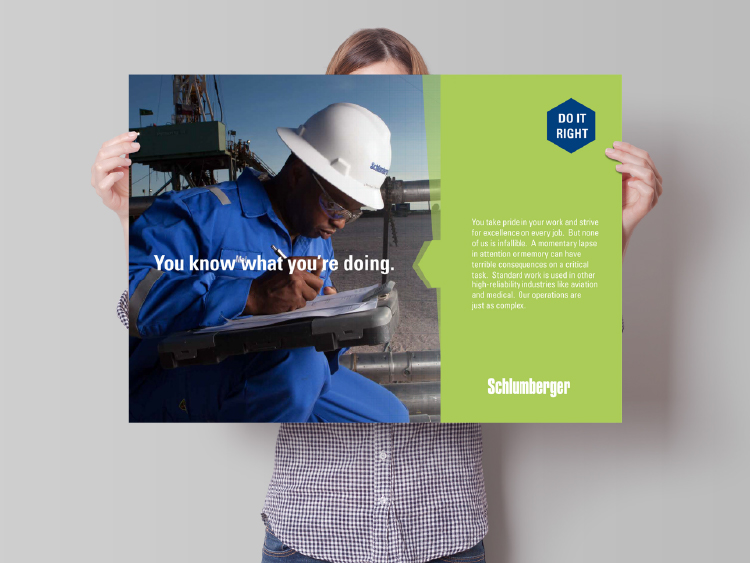 Schlumberger
You know what you're doing.
DO IT
RIGHT
You take pride in your work and strive
for excellence on every job. But none
of us is infallible. A momentary lapse
in attention or memory can have
terrible consequences on a critical
task. Standard work is used in other
high-reliability industries like aviation
and medical. Our operations are
just as complex.
Schlumberger